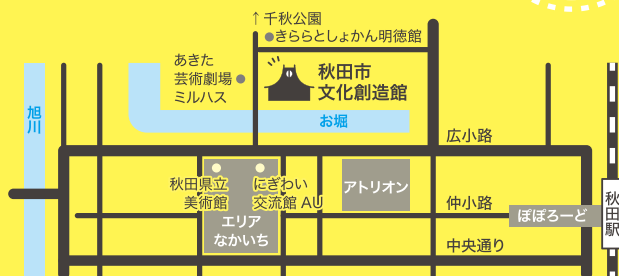 ↑千秋公園
●きららとしょかん明徳館
あきた
芸術劇場●
ミルハス
秋田市
文化創造館
旭川
お堀
広小路
秋田県立
美術館
にぎわい
交流館 AU
アトリオン
エリア
なかいち
仲小路
ぽぽろーど
秋田駅
中央通り